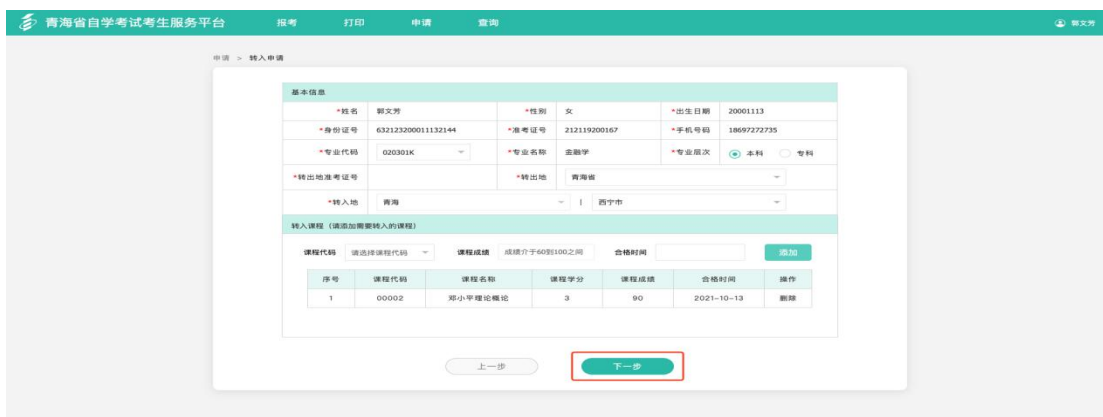 青海省自学考试考生服务平台 报考 打印 申请 查询 郭文芳
申请 > 转入申请
基本信息
*姓名 郭文芳 *性别 女 *出生日期 20001113
*身份证号 632123200011132144 *准考证号 212119200167 *手机号码 18697272735
*专业代码 020301K *专业名称 金融学 *专业层次 本科 专科
*转出地准考证号 *转出地 青海省
*转入地 青海 | 西宁市
转入课程（请添加需要转入的课程）
课程代码 请选择课程代码 课程成绩 成绩介于60到100之间 合格时间 添加
序号 课程代码 课程名称 课程学分 课程成绩 合格时间 操作
1 00002 邓小平理论概论 3 90 2021-10-13 删除
上一步 下一步